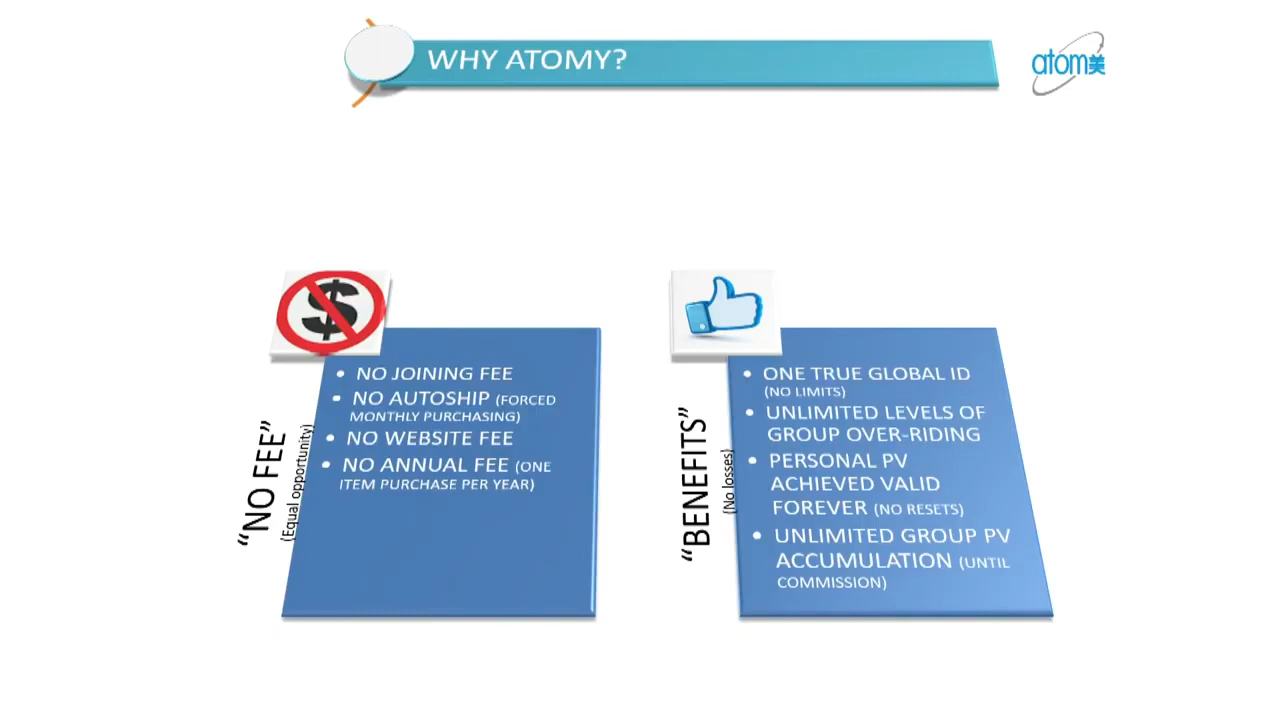 WHY ATOMY?
atom美
“NO FEE”
(Equal opportunity)
• NO JOINING FEE
• NO AUTOSHIP (FORCED
MONTHLY PURCHASING)
• NO WEBSITE FEE
• NO ANNUAL FEE (ONE
ITEM PURCHASE PER YEAR)
“BENEFITS”
(No losses)
• ONE TRUE GLOBAL ID
(NO LIMITS)
• UNLIMITED LEVELS OF
GROUP OVER-RIDING
• PERSONAL PV
ACHIEVED VALID
FOREVER (NO RESETS)
• UNLIMITED GROUP PV
ACCUMULATION (UNTIL
COMMISSION)